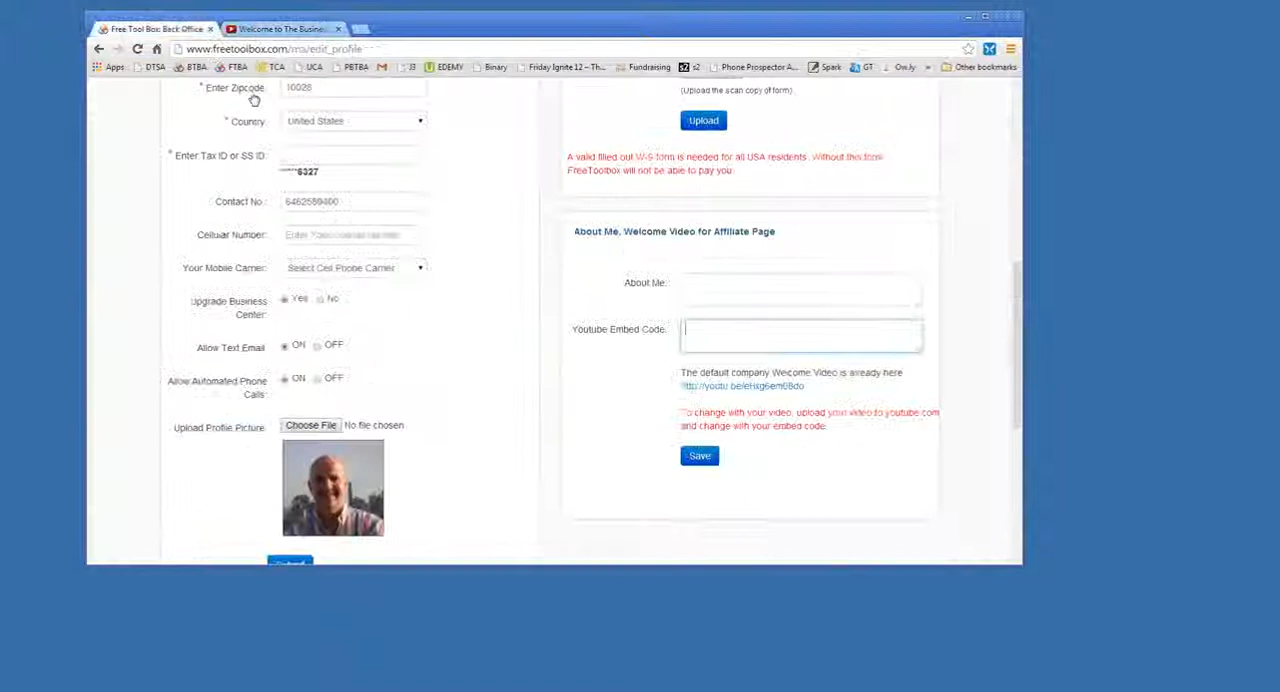 Free Tool Box: Back Office
Welcome to The Busine
www.freetoolbox.com/ma/edit_profile
Apps DTSA BTBA FTBA TCA UCA PBTBA J3 EDEMY Binary Friday Ignite 12 – Th... Fundraising s2 Phone Prospector A... Spark GT Ow.ly » Other bookmarks
* Enter Zipcode: 10028
* Country: United States
* Enter Tax ID or SS ID:
6327
Contact No.:
Cellular Number:
Your Mobile Carrier: Select Cell Phone Carrier
Upgrade Business Center: Yes No
Allow Text Email ON OFF
Allow Automated Phone Calls: ON OFF
Upload Profile Picture: Choose File No file chosen
(Upload the scan copy of form)
Upload
A valid filled out W-9 form is needed for all USA residents. Without this form
FreeToolbox will not be able to pay you.
About Me, Welcome Video for Affiliate Page
About Me:
Youtube Embed Code:
The default company Welcome Video is already here
To change with your video, upload your video to youtube.com
and change with your embed code.
Save